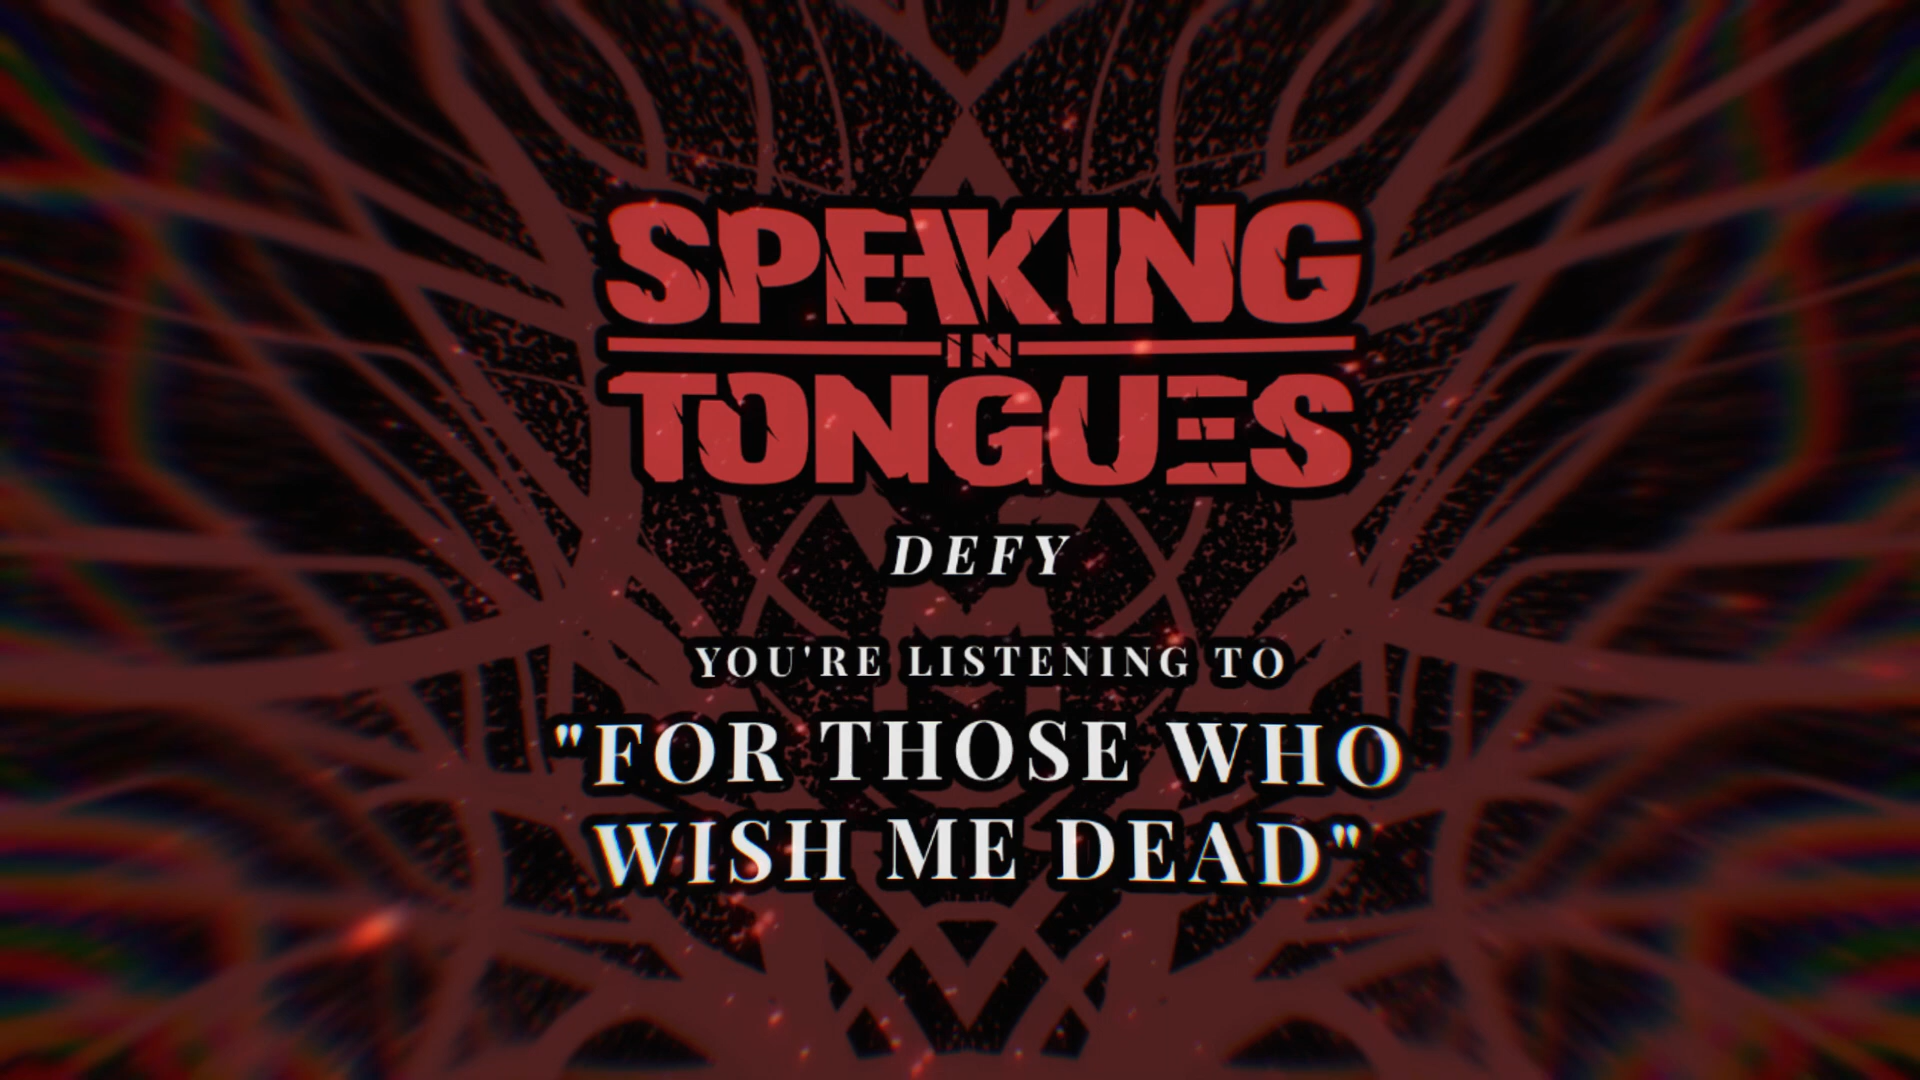 SPEAKING
IN
TONGUES
DEFY
YOU'RE LISTENING TO
"FOR THOSE WHO
WISH ME DEAD"